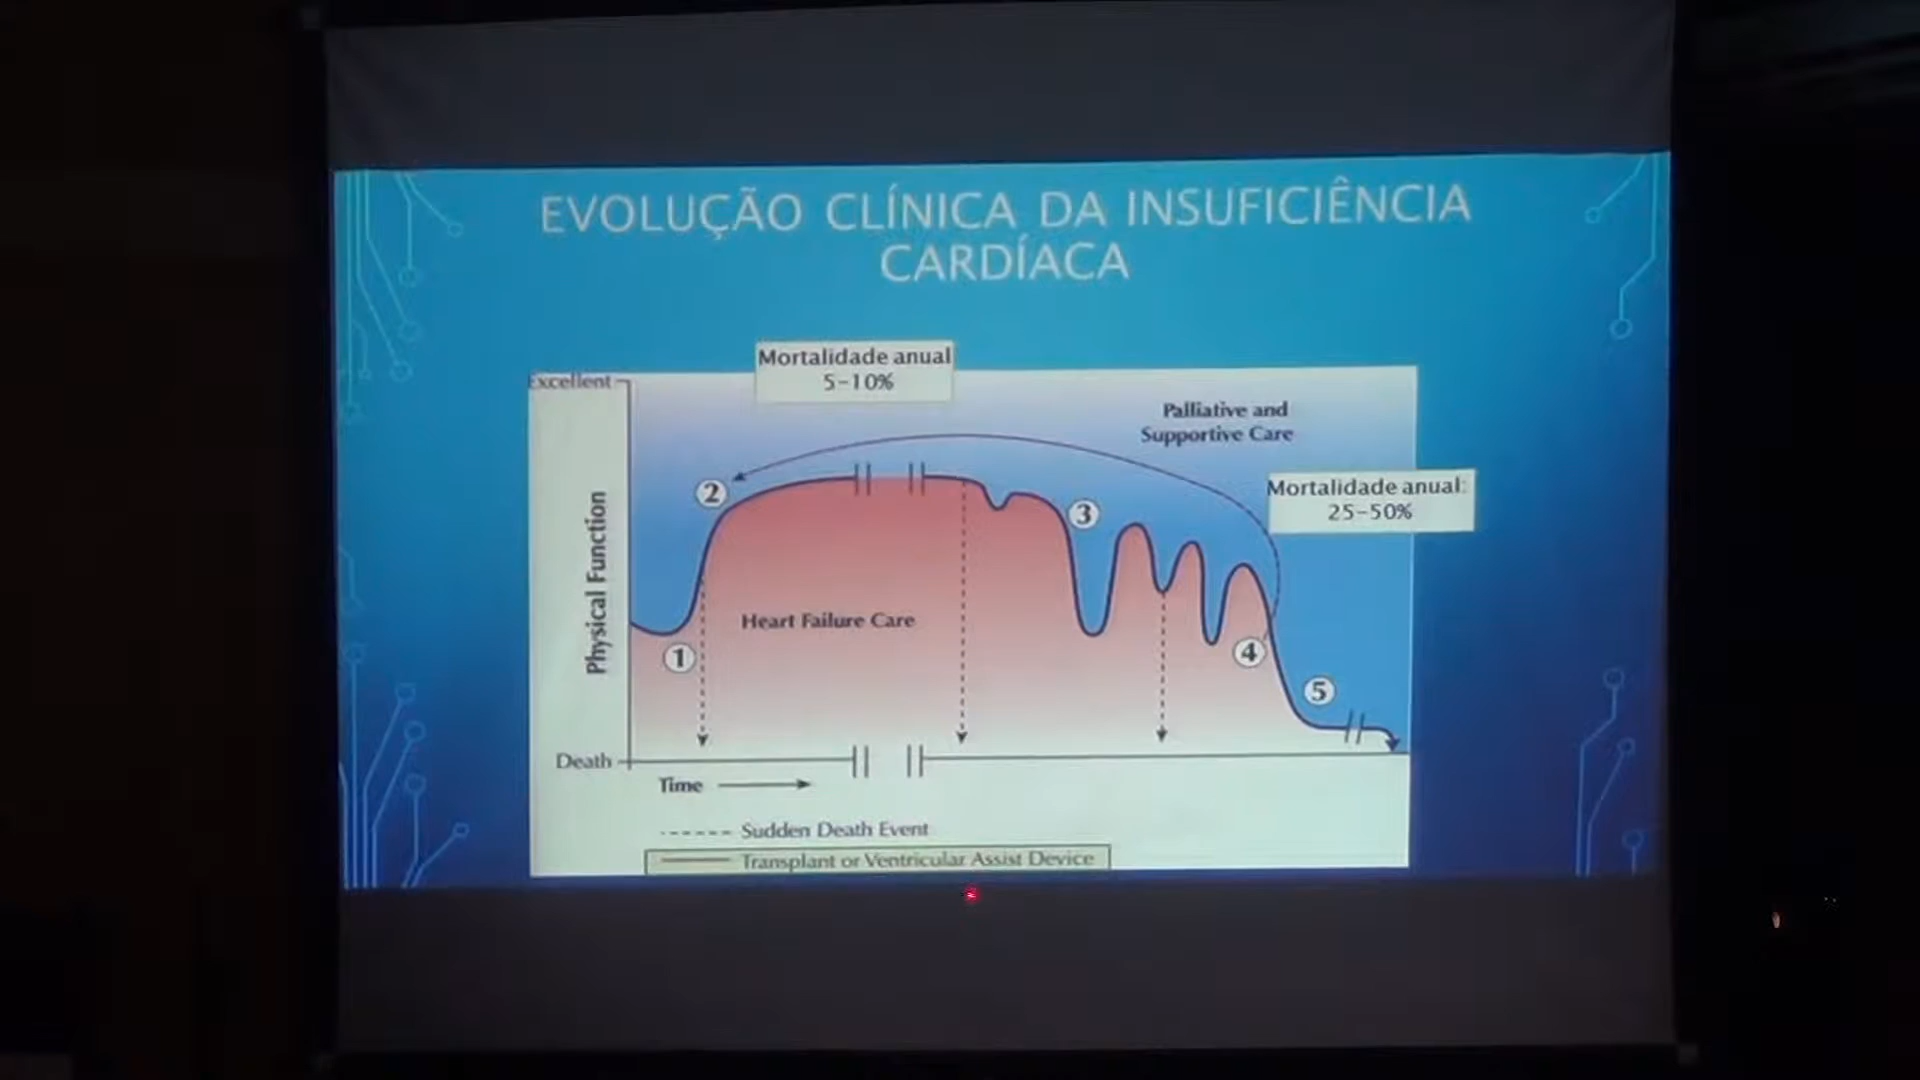 EVOLUÇÃO CLÍNICA DA INSUFICIÊNCIA
CARDÍACA
Mortalidade anual
5-10%
Excellent
Palliative and
Supportive Care
Mortalidade anual:
25-50%
2
3
Physical Function
Heart Failure Care
1
4
5
Death
Time
Sudden Death Event
Transplant or Ventricular Assist Device